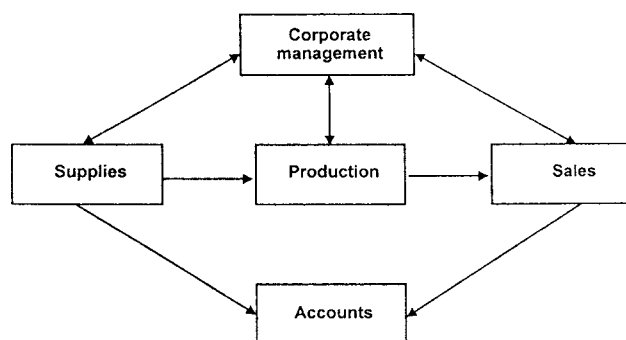 Corporate
management
Supplies
Production
Sales
Accounts